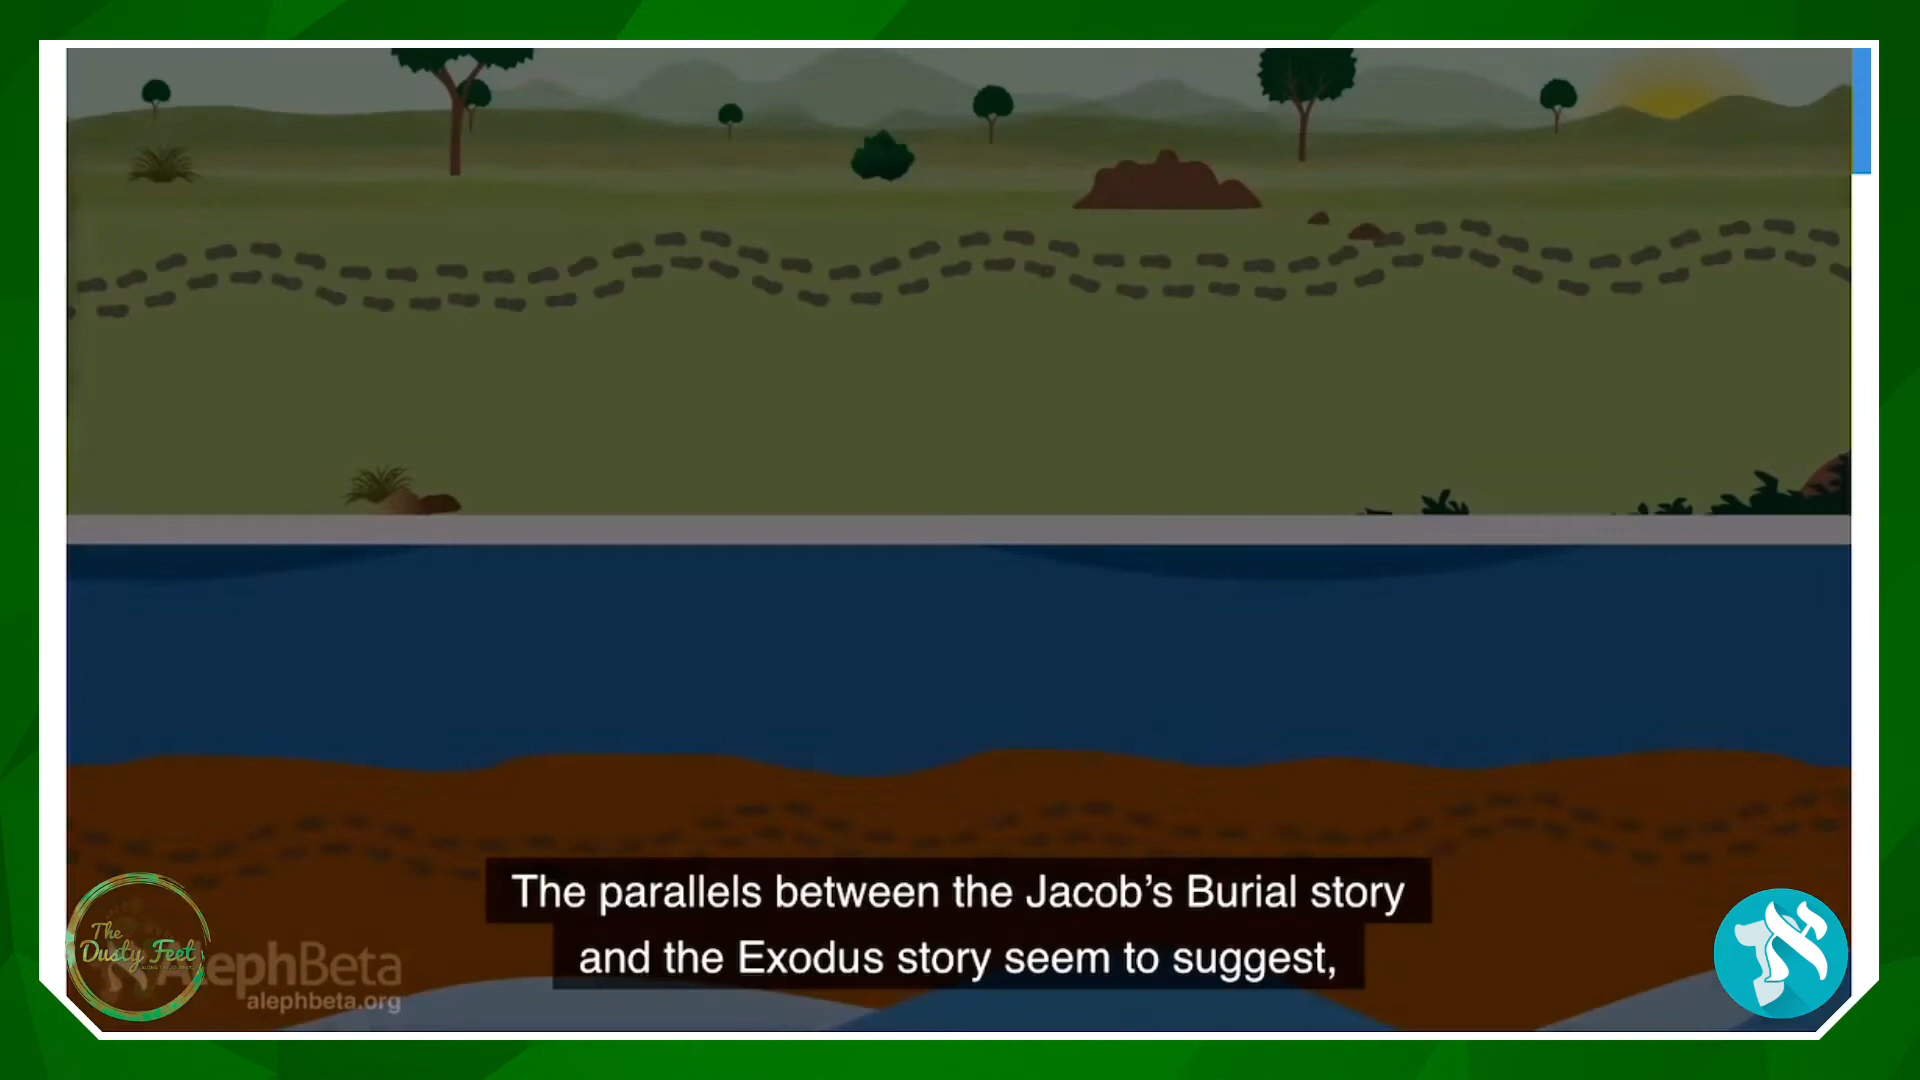 The parallels between the Jacob’s Burial story
and the Exodus story seem to suggest,
The
Dusty Feet
lephBeta
alephbeta.org
א